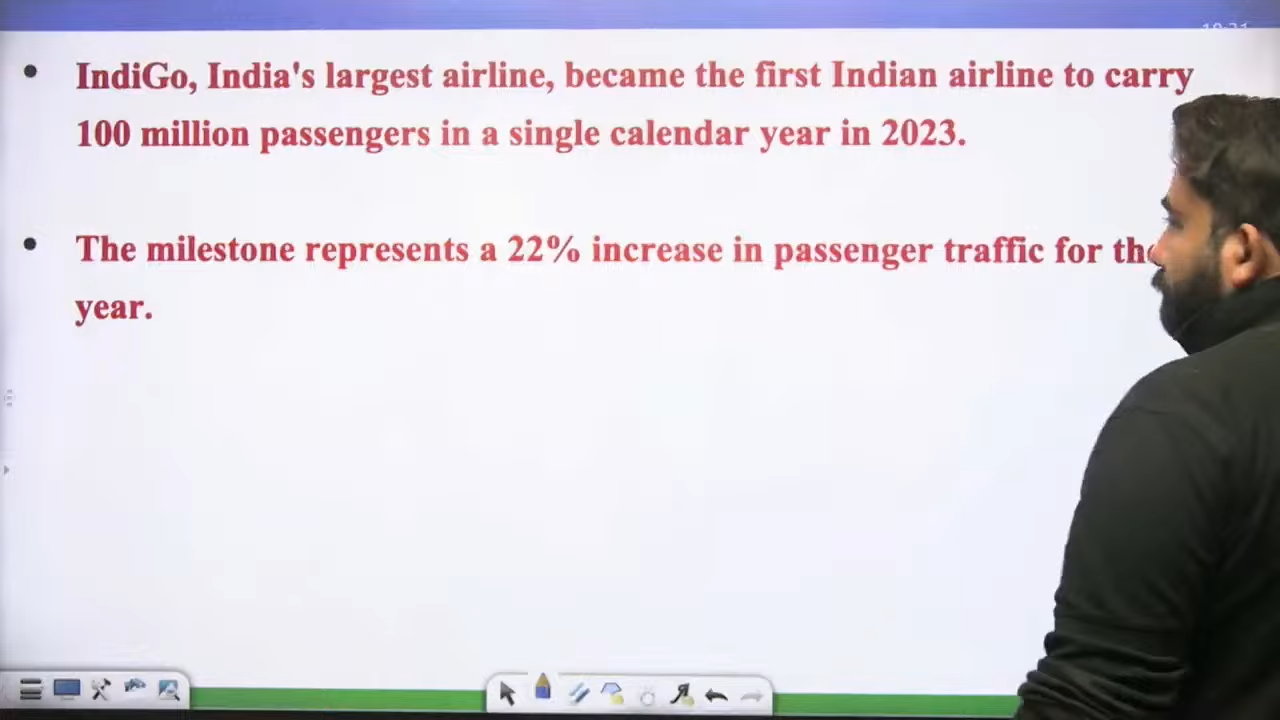 IndiGo, India's largest airline, became the first Indian airline to carry
100 million passengers in a single calendar year in 2023.
The milestone represents a 22% increase in passenger traffic for the
year.